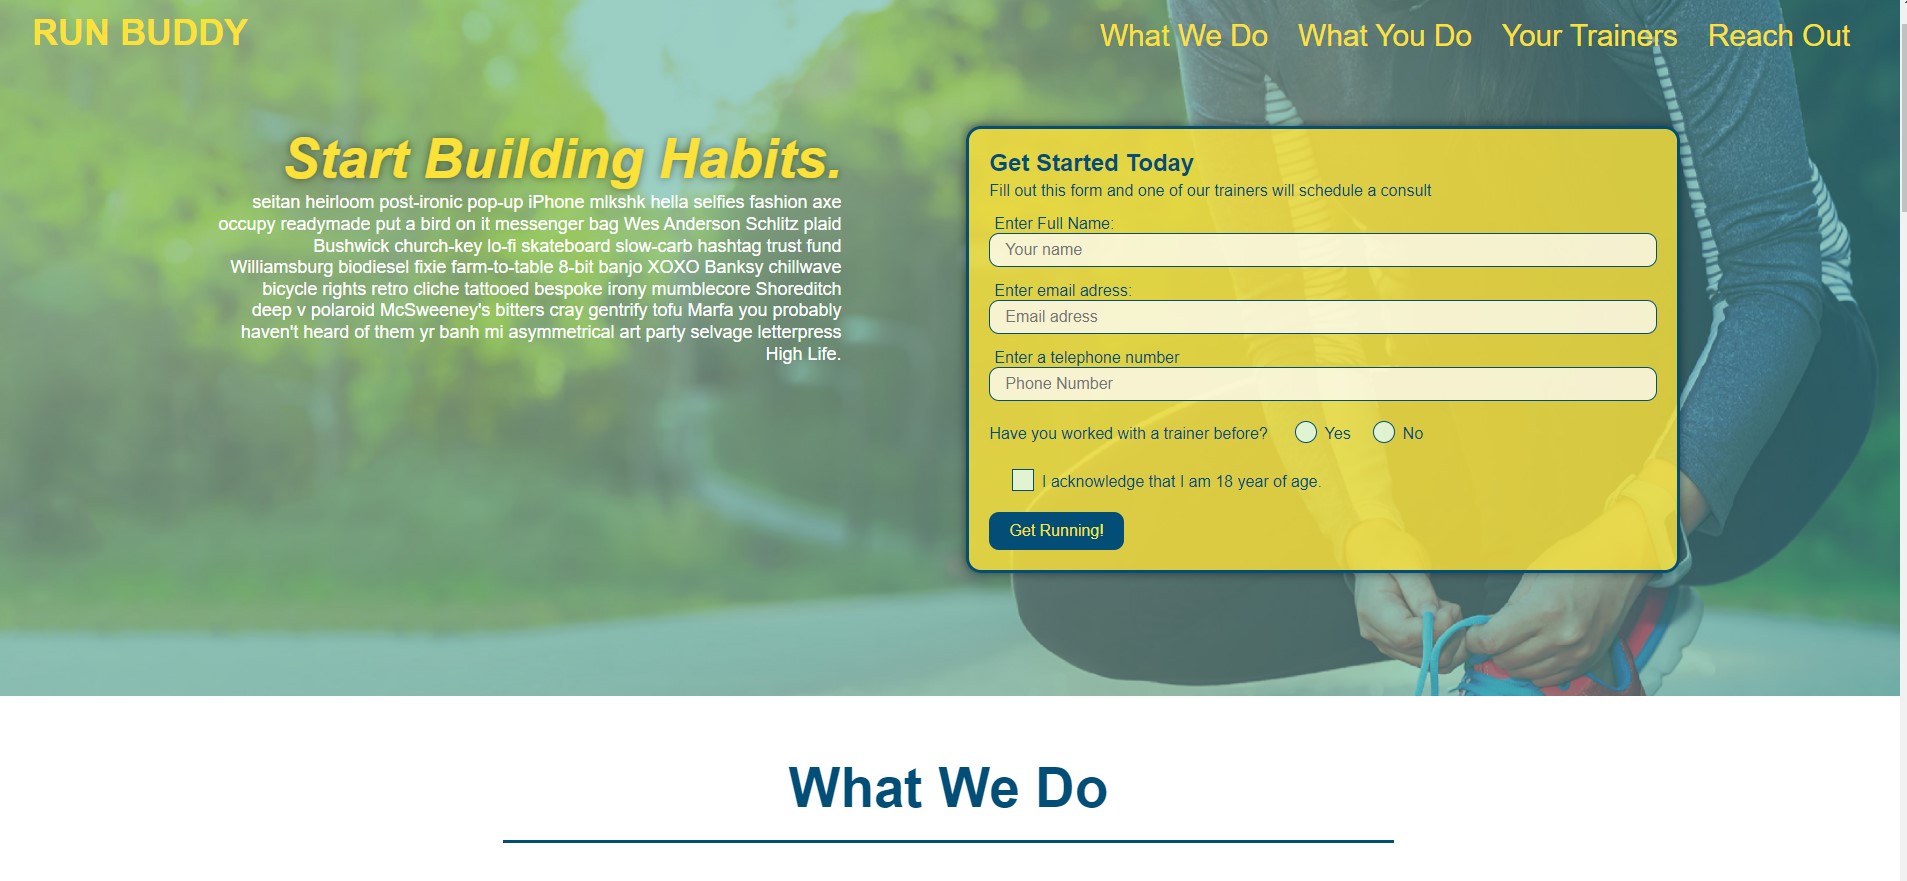 RUN BUDDY
What We Do
What You Do
Your Trainers
Reach Out
Start Building Habits.
seitan heirloom post-ironic pop-up iPhone mlkshk hella selfies fashion axe
occupy readymade put a bird on it messenger bag Wes Anderson Schlitz plaid
Bushwick church-key lo-fi skateboard slow-carb hashtag trust fund
Williamsburg biodiesel fixie farm-to-table 8-bit banjo XOXO Banksy chillwave
bicycle rights retro cliche tattooed bespoke irony mumblecore Shoreditch
deep v polaroid McSweeney's bitters cray gentrify tofu Marfa you probably
haven't heard of them yr banh mi asymmetrical art party selvage letterpress
High Life.
Get Started Today
Fill out this form and one of our trainers will schedule a consult
Enter Full Name:
Your name
Enter email adress:
Email adress
Enter a telephone number
Phone Number
Have you worked with a trainer before? Yes No
I acknowledge that I am 18 year of age.
Get Running!
What We Do